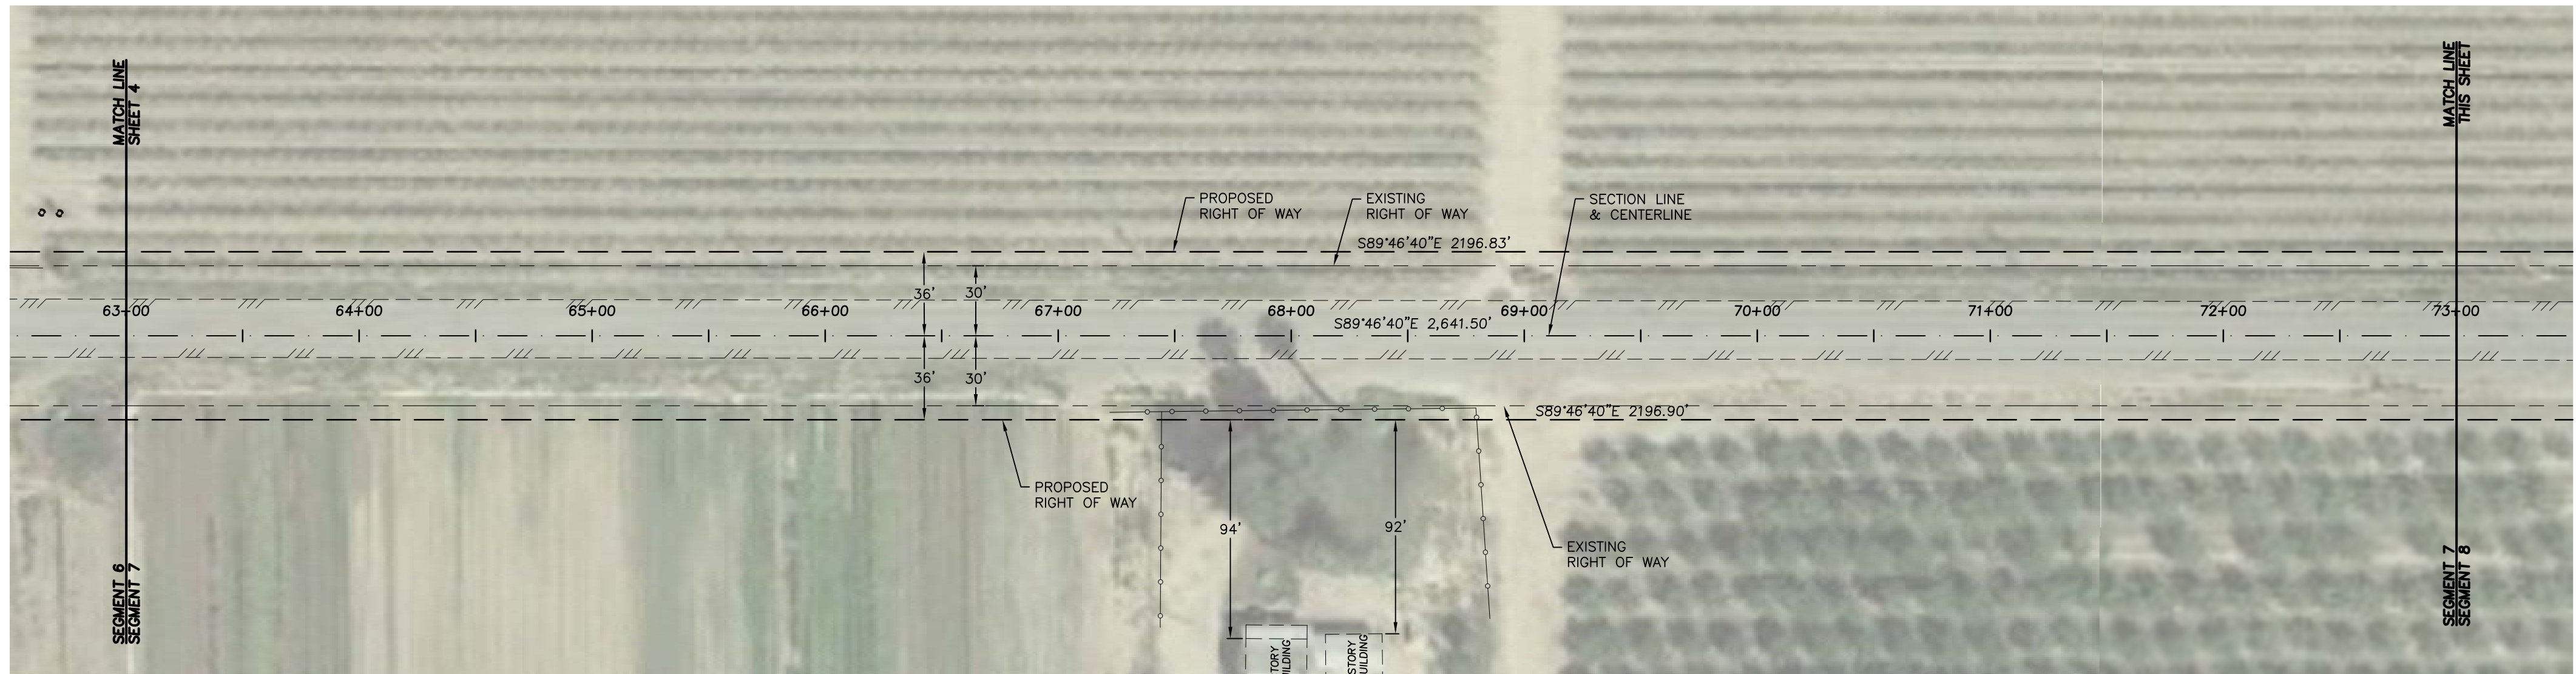 MATCH LINE
SHEET 4
MATCH LINE
THIS SHEET
PROPOSED
RIGHT OF WAY
EXISTING
RIGHT OF WAY
SECTION LINE
& CENTERLINE
S89°46'40"E 2196.83'
36'
30'
63+00
64+00
65+00
66+00
67+00
68+00
69+00
70+00
71+00
72+00
73+00
S89°46'40"E 2,641.50'
36'
30'
S89°46'40"E 2196.90'
PROPOSED
RIGHT OF WAY
94'
92'
EXISTING
RIGHT OF WAY
SEGMENT 6
SEGMENT 7
SEGMENT 7
SEGMENT 8
TORY
UILDING
STORY
UILDING